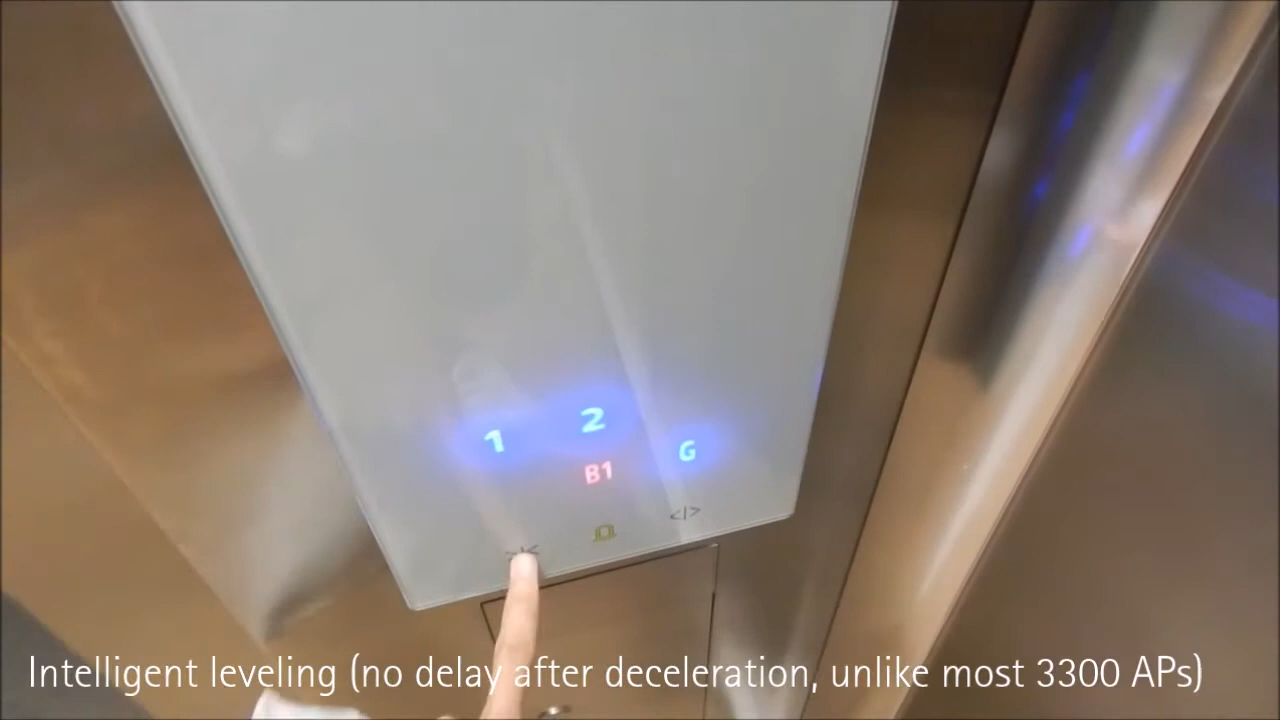 2
1
G
B1
>|<
<|>
Intelligent leveling (no delay after deceleration, unlike most 3300 APs)